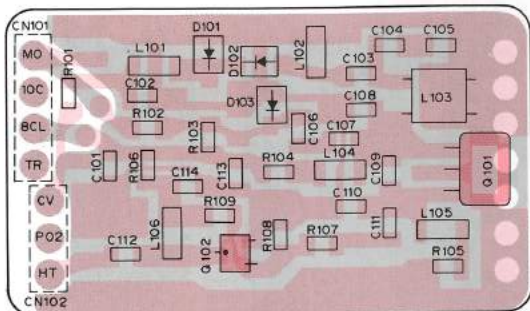 CN101
MO
10C
8CL
TR
CV
PO2
HT
CN102
R101
L101
D101
D102
L102
C104
C105
C102
C103
L103
D103
C108
R102
R103
C106
C107
Q101
C101
R106
C113
R104
L104
C109
C114
R109
C110
L106
R108
C111
L105
C112
Q102
R107
R105